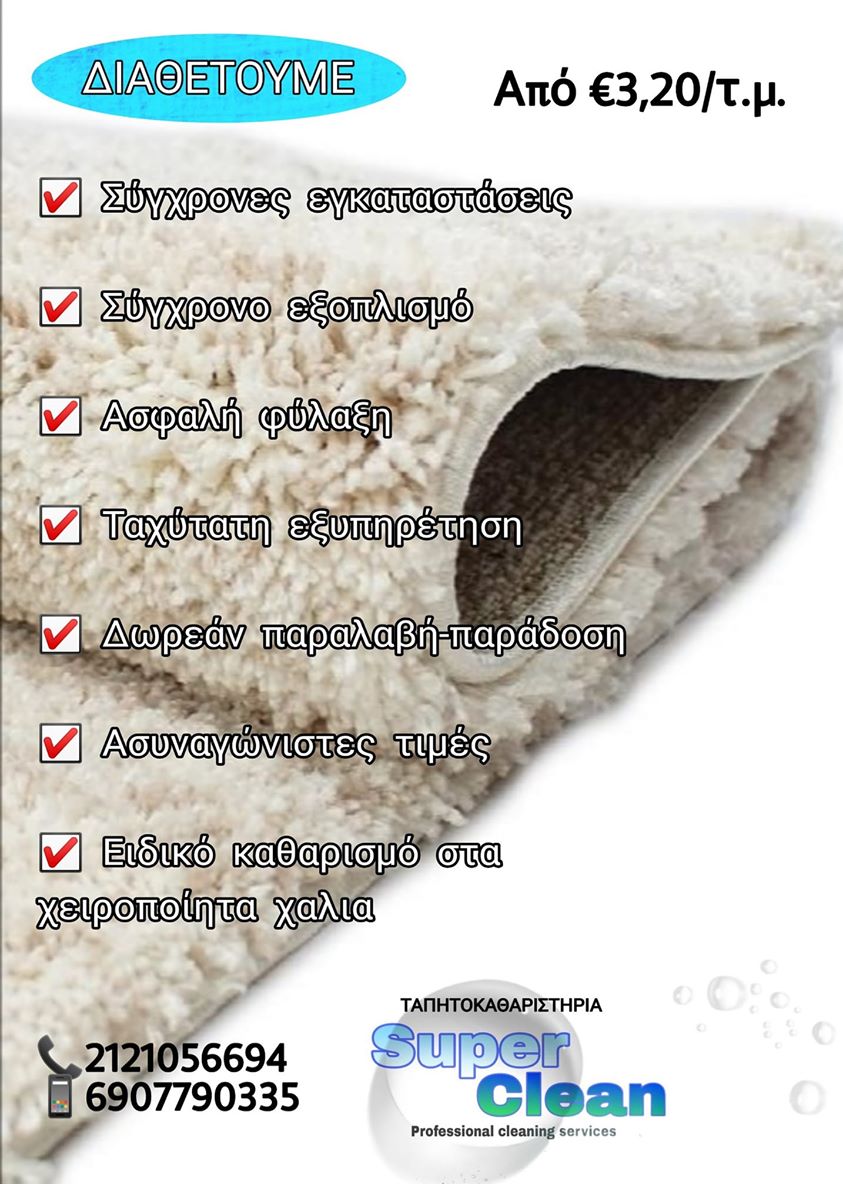 ΔΙΑΘΕΤΟΥΜΕ
Από €3,20/τ.μ.
Σύγχρονες εγκαταστάσεις
Σύγχρονο εξοπλισμό
Ασφαλή φύλαξη
Ταχύτατη εξυπηρέτηση
Δωρεάν παραλαβή-παράδοση
Ασυναγώνιστες τιμές
Ειδικό καθαρισμό στα
χειροποίητα χαλια
2121056694
6907790335
ΤΑΠΗΤΟΚΑΘΑΡΙΣΤΗΡΙΑ
Super
Clean
Professional cleaning services